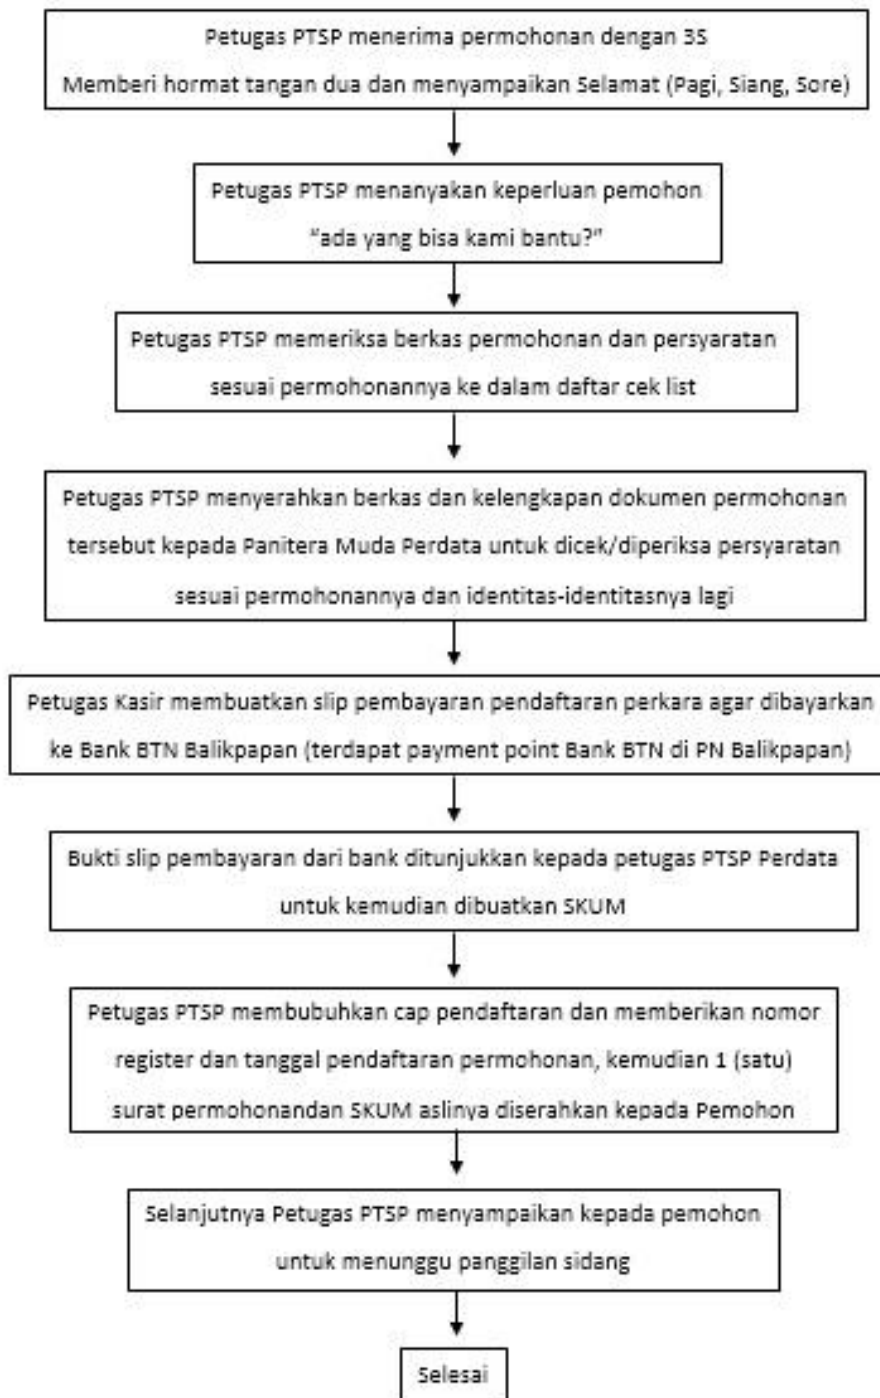 Petugas PTSP menerima permohonan dengan 3S
Memberi hormat tangan dua dan menyampaikan Selamat (Pagi, Siang, Sore)
Petugas PTSP menanyakan keperluan pemohon
“ada yang bisa kami bantu?”
Petugas PTSP memeriksa berkas permohonan dan persyaratan
sesuai permohonannya ke dalam daftar cek list
Petugas PTSP menyerahkan berkas dan kelengkapan dokumen permohonan
tersebut kepada Panitera Muda Perdata untuk dicek/diperiksa persyaratan
sesuai permohonannya dan identitas-identitasnya lagi
Petugas Kasir membuatkan slip pembayaran pendaftaran perkara agar dibayarkan
ke Bank BTN Balikpapan (terdapat payment point Bank BTN di PN Balikpapan)
Bukti slip pembayaran dari bank ditunjukkan kepada petugas PTSP Perdata
untuk kemudian dibuatkan SKUM
Petugas PTSP membubuhkan cap pendaftaran dan memberikan nomor
register dan tanggal pendaftaran permohonan, kemudian 1 (satu)
surat permohonandan SKUM aslinya diserahkan kepada Pemohon
Selanjutnya Petugas PTSP menyampaikan kepada pemohon
untuk menunggu panggilan sidang
Selesai